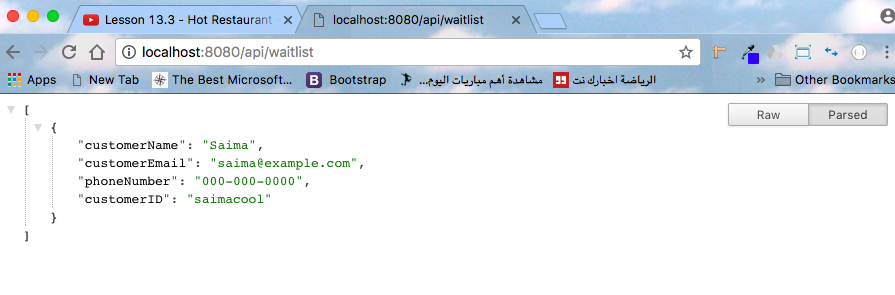 Lesson 13.3 - Hot Restaurant
localhost:8080/api/waitlist
localhost:8080/api/waitlist
Apps New Tab The Best Microsoft... B Bootstrap مشاهدة أهم مباريات اليوم... الرياضة اخبارك نت » Other Bookmarks
Raw Parsed
[
{
"customerName": "Saima",
"customerEmail": "saima@example.com",
"phoneNumber": "000-000-0000",
"customerID": "saimacool"
}
]